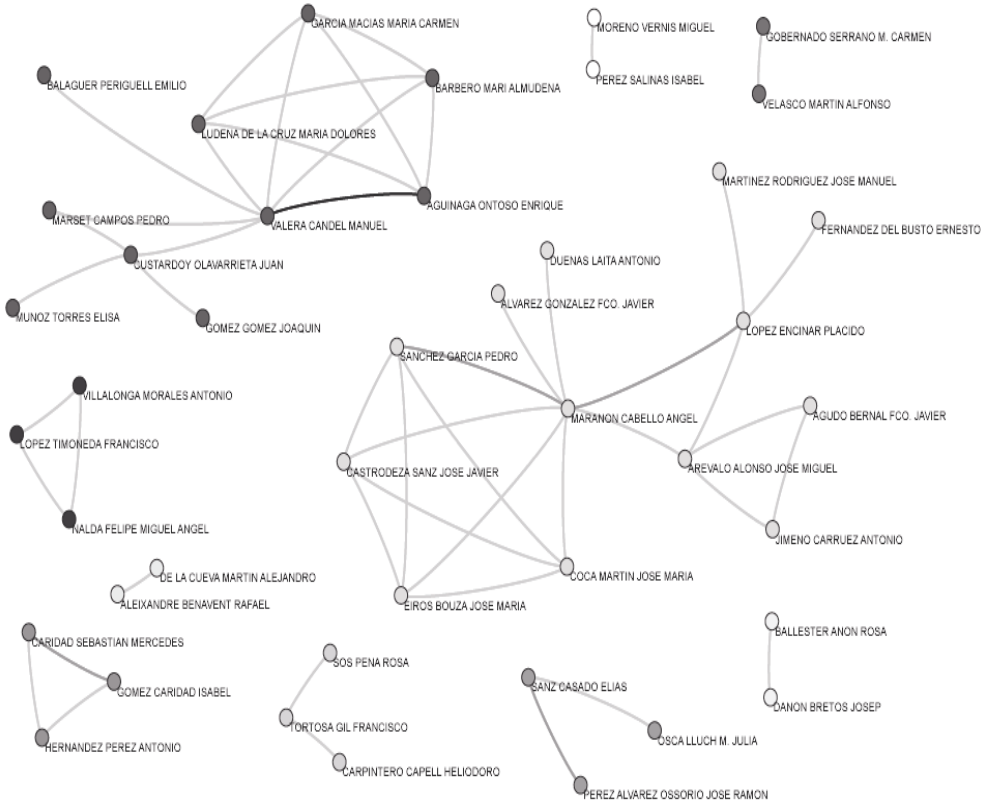 GARCIA MACIAS MARIA CARMEN
MORENO VERNIS MIGUEL
GOBERNADO SERRANO M. CARMEN
BALAGUER PERIGUELL EMILIO
BARBERO MARI ALMUDENA
PEREZ SALINAS ISABEL
VELASCO MARTIN ALFONSO
LUDENA DE LA CRUZ MARIA DOLORES
MARTINEZ RODRIGUEZ JOSE MANUEL
AGUINAGA ONTOSO ENRIQUE
MARSET CAMPOS PEDRO
VALERA CANDEL MANUEL
FERNANDEZ DEL BUSTO ERNESTO
CUSTARDOY OLAVARRIETA JUAN
DUENAS LAITA ANTONIO
ALVAREZ GONZALEZ FCO. JAVIER
MUNOZ TORRES ELISA
GOMEZ GOMEZ JOAQUIN
LOPEZ ENCINAR PLACIDO
SANCHEZ GARCIA PEDRO
VILLALONGA MORALES ANTONIO
MARANON CABELLO ANGEL
AGUDO BERNAL FCO. JAVIER
LOPEZ TIMONEDA FRANCISCO
CASTRODEZA SANZ JOSE JAVIER
AREVALO ALONSO JOSE MIGUEL
NALDA FELIPE MIGUEL ANGEL
JIMENO CARRUEZ ANTONIO
DE LA CUEVA MARTIN ALEJANDRO
COCA MARTIN JOSE MARIA
ALEIXANDRE BENAVENT RAFAEL
EIROS BOUZA JOSE MARIA
BALLESTER ANON ROSA
CARIDAD SEBASTIAN MERCEDES
SOS PENA ROSA
GOMEZ CARIDAD ISABEL
SANZ CASADO ELIAS
DANON BRETOS JOSEP
TORTOSA GIL FRANCISCO
HERNANDEZ PEREZ ANTONIO
OSCA LLUCH M. JULIA
CARPINTERO CAPELL HELIODORO
PEREZ ALVAREZ OSSORIO JOSE RAMON